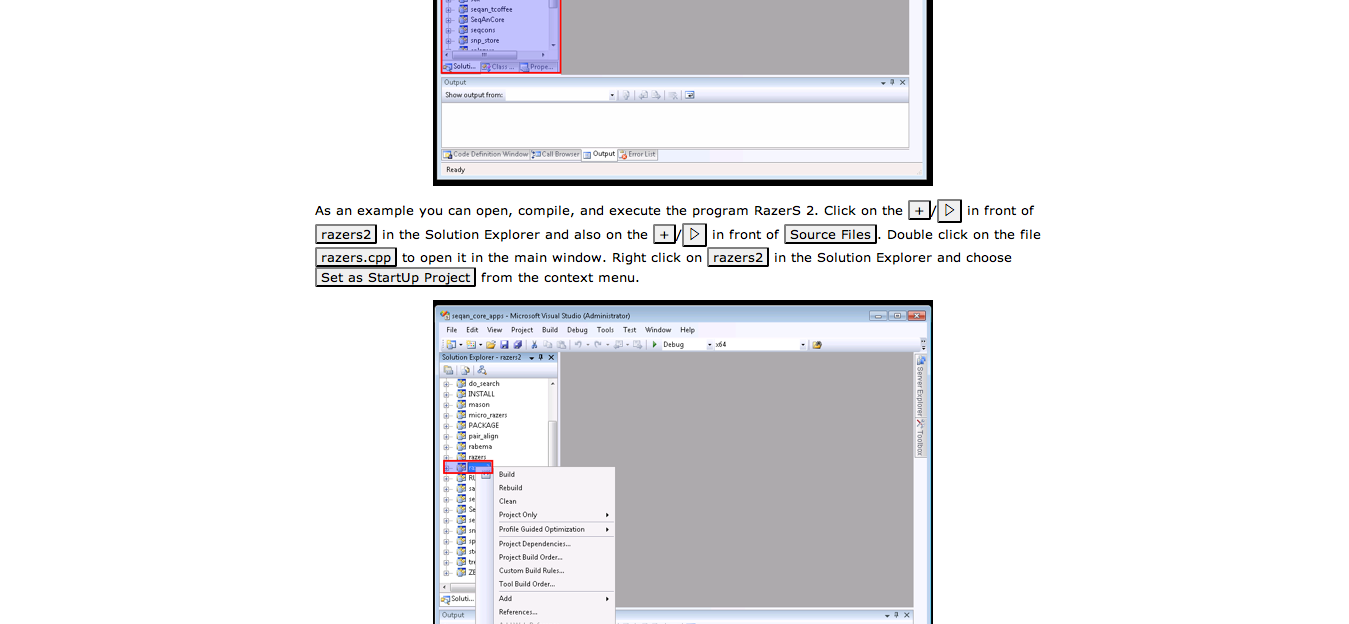 seqan_tcoffee
SeqAnCore
seqcons
snp_store
Soluti... Class ... Prope...
Output
Show output from:
Code Definition Window Call Browser Output Error List
Ready
As an example you can open, compile, and execute the program RazerS 2. Click on the + / ▷ in front of
razers2 in the Solution Explorer and also on the + / ▷ in front of Source Files . Double click on the file
razers.cpp to open it in the main window. Right click on razers2 in the Solution Explorer and choose
Set as StartUp Project from the context menu.
seqan_core_apps - Microsoft Visual Studio (Administrator)
File Edit View Project Build Debug Tools Test Window Help
Debug x64
Solution Explorer - razers2
do_search
INSTALL
mason
micro_razers
PACKAGE
pair_align
rabema
razers
Build
Rebuild
Clean
Project Only
Profile Guided Optimization
Project Dependencies...
Project Build Order...
Custom Build Rules...
Tool Build Order...
Add
References...
Soluti...
Output
Server Explorer
Toolbox